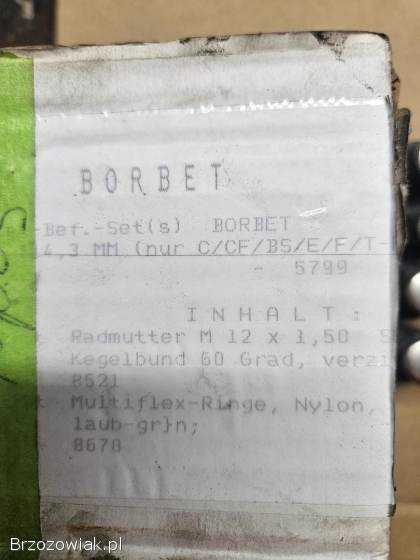 BORBET
-Bef.-Set(s) BORBET
4,3 MM (nur C/CF/BS/E/F/T-
- 5799
INHALT:
Radmutter M 12 x 1,50 S
Kegelbund 60 Grad, verzi
8521
Multiflex-Ringe, Nylon,
laub-gr}n;
8678
Brzozowiak.pl